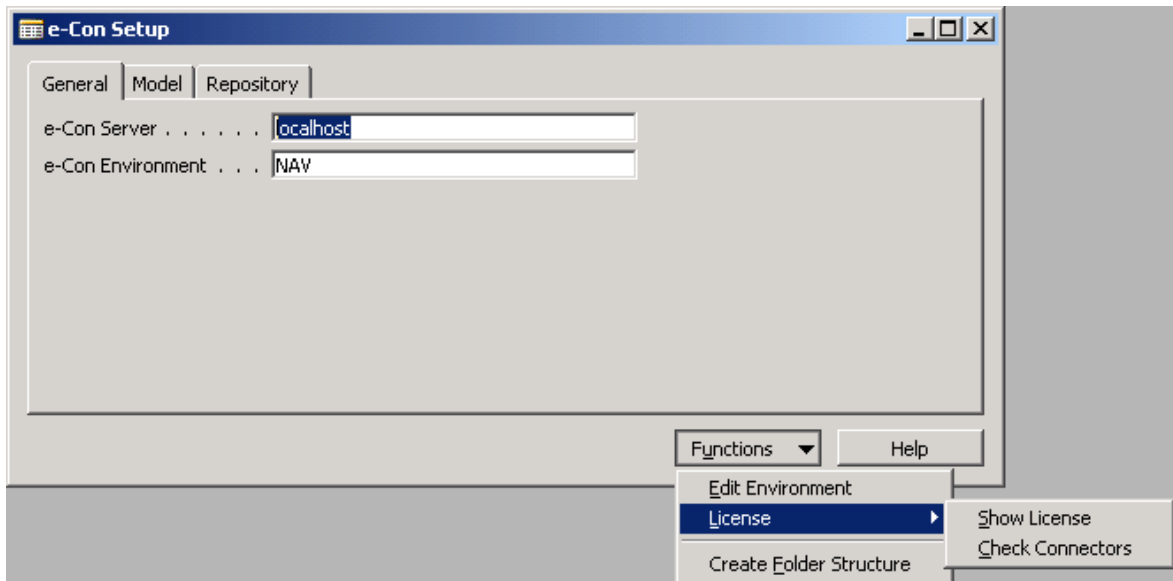 e-Con Setup
General Model Repository
e-Con Server . . . . . . localhost
e-Con Environment . . . NAV
Functions Help
Edit Environment
License Show License
Check Connectors
Create Folder Structure